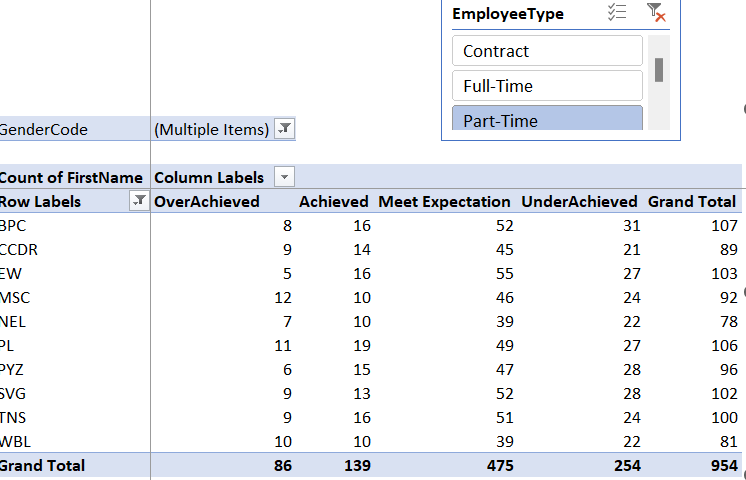 EmployeeType
Contract
Full-Time
Part-Time
GenderCode (Multiple Items)
Count of FirstName Column Labels
Row Labels OverAchieved Achieved Meet Expectation UnderAchieved Grand Total
BPC 8 16 52 31 107
CCDR 9 14 45 21 89
EW 5 16 55 27 103
MSC 12 10 46 24 92
NEL 7 10 39 22 78
PL 11 19 49 27 106
PYZ 6 15 47 28 96
SVG 9 13 52 28 102
TNS 9 16 51 24 100
WBL 10 10 39 22 81
Grand Total 86 139 475 254 954